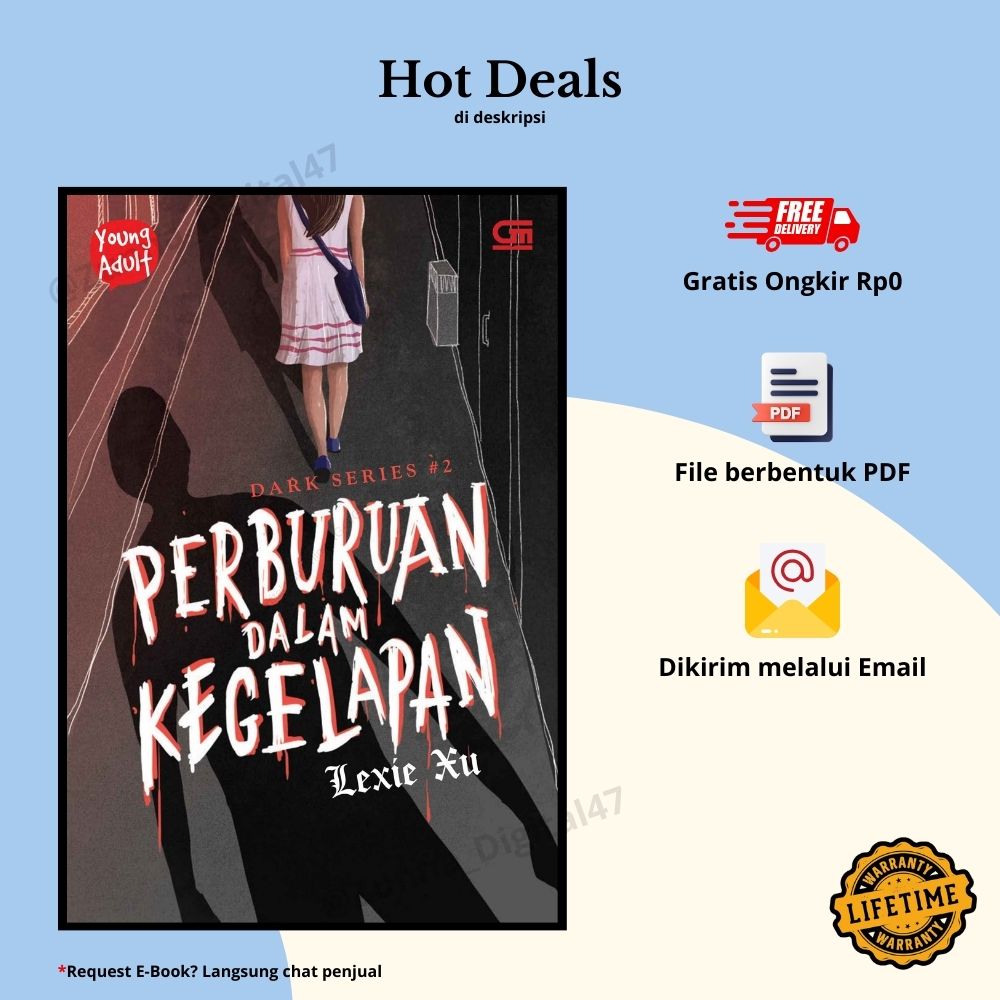 Hot Deals
di deskripsi
Young
Adult
GM
DARK SERIES #2
PERBURUAN
DALAM
KEGELAPAN
Lexie Xu
FREE
DELIVERY
Gratis Ongkir Rp0
PDF
File berbentuk PDF
@
Dikirim melalui Email
WARRANTY
LIFETIME
WARRANTY
*Request E-Book? Langsung chat penjual